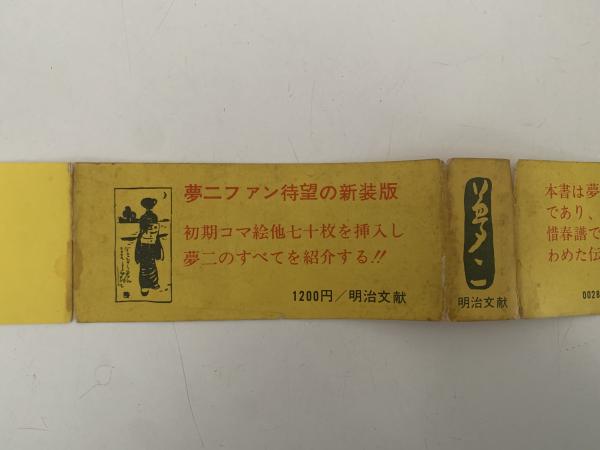 夢二ファン待望の新装版
初期コマ絵他七十枚を挿入し
夢二のすべてを紹介する!!
1200円/明治文献
夢二
明治文献
本書は夢
であり、
惜春譜で
わめた伝
0028